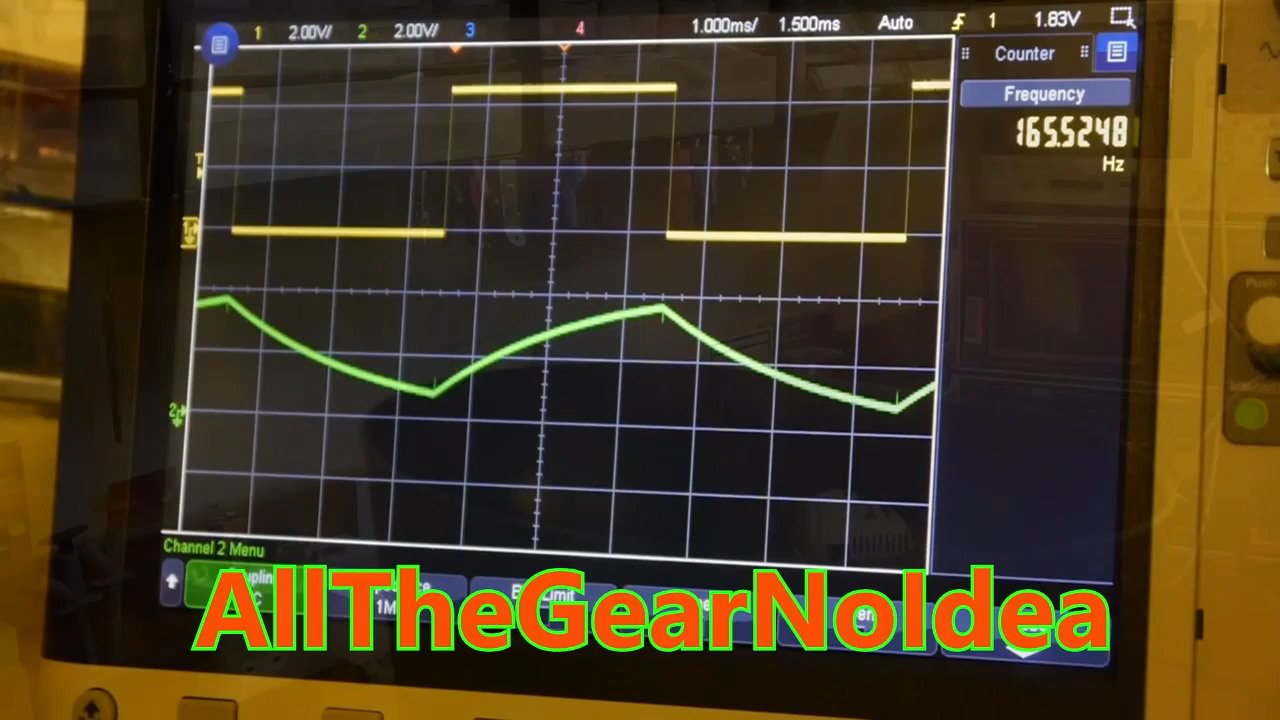 1 2.00V/ 2 2.00V/ 3 4 1.000ms/ 1.500ms Auto 1 1.83V
Counter
Frequency
165.5248
Hz
Channel 2 Menu
AllTheGearNoIdea